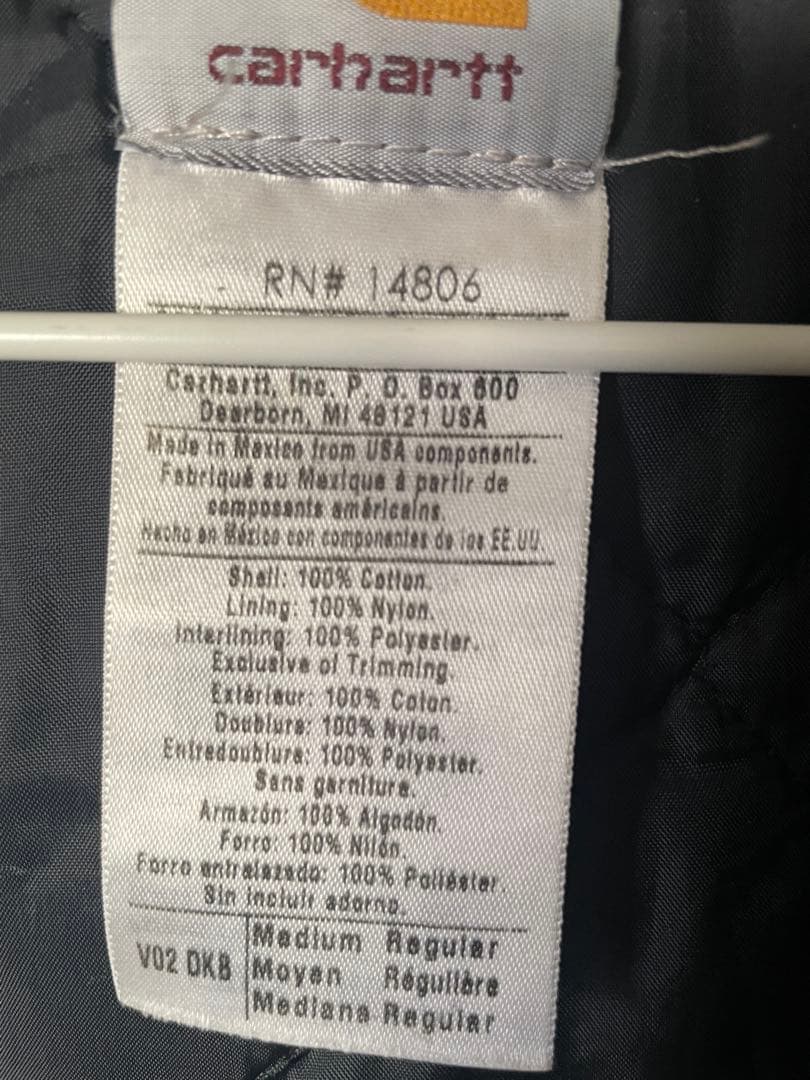 carhartt
RN# 14806
Carhartt, Inc. P. O. Box 600
Dearborn, MI 48121 USA
Made in Mexico from USA components.
Fabriqué au Mexique à partir de
composants américains.
Hecho en México con componentes de los EE.UU.
Shell: 100% Cotton.
Lining: 100% Nylon.
Interlining: 100% Polyester.
Exclusive of Trimming.
Extérieur: 100% Coton.
Doublure: 100% Nylon.
Entredoublure: 100% Polyester.
Sans garniture.
Armazón: 100% Algodón.
Forro: 100% Nilón.
Forro entrelazado: 100% Poliéster.
Sin incluir adorno.
V02 DKB
Medium Regular
Moyen Régulière
Mediana Regular